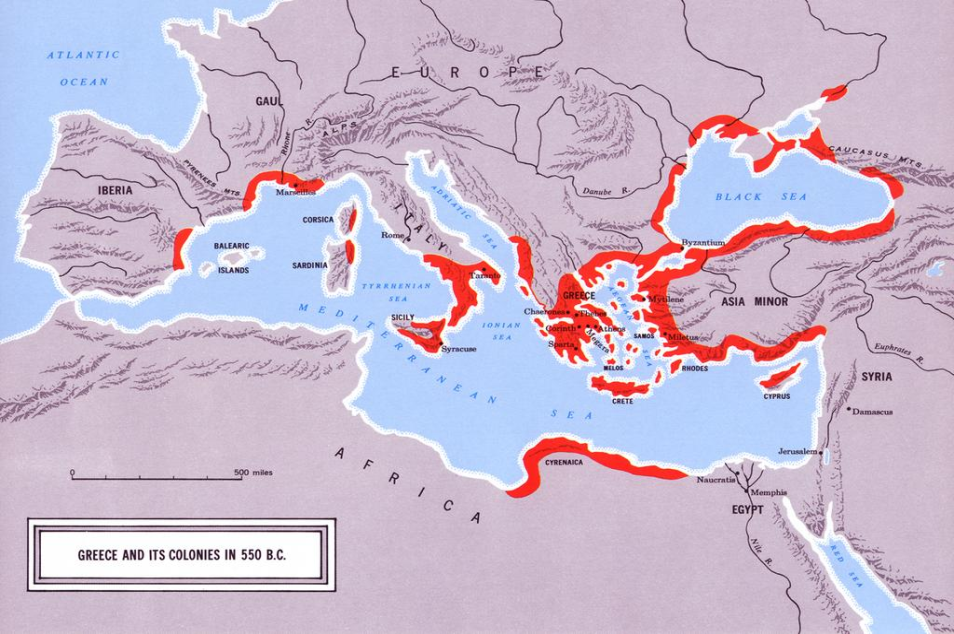 ATLANTIC
OCEAN
EUROPE
GAUL
Rhone R.
ALPS
PYRENEES MTS.
IBERIA
Marseilles
CORSICA
BALEARIC
ISLANDS
SARDINIA
ITALY
Rome
ADRIATIC
SEA
Danube R.
BLACK SEA
CAUCASUS MTS.
Byzantium
TYRRHENIAN
SEA
Taranto
SICILY
Syracuse
IONIAN
SEA
GREECE
Chaeronea
Thebes
Corinth
Athens
Megara
Sparta
AEGEAN
SEA
Mytilene
ASIA MINOR
SAMOS
Miletus
MELOS
RHODES
CRETE
CYPRUS
Euphrates R.
SYRIA
Damascus
MEDITERRANEAN SEA
AFRICA
CYRENAICA
Jerusalem
Naucratis
Memphis
EGYPT
Nile R.
RED SEA
0 500 miles
GREECE AND ITS COLONIES IN 550 B.C.